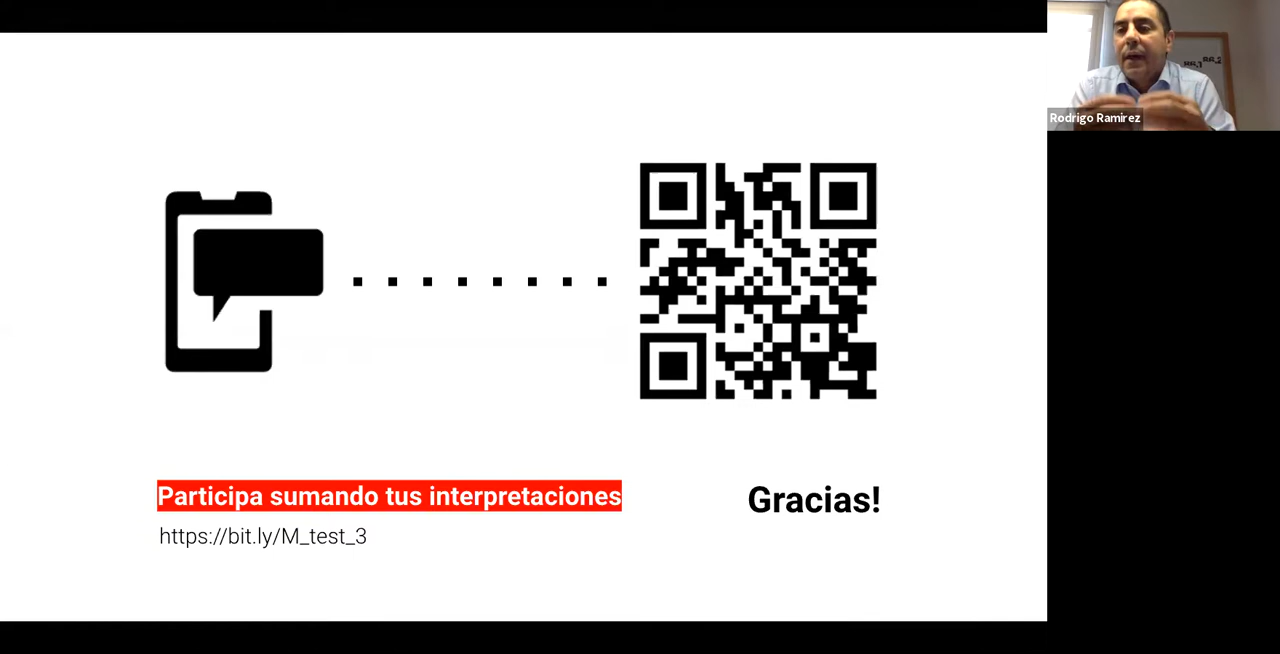 Rodrigo Ramirez
Participa sumando tus interpretaciones
Gracias!
https://bit.ly/M_test_3